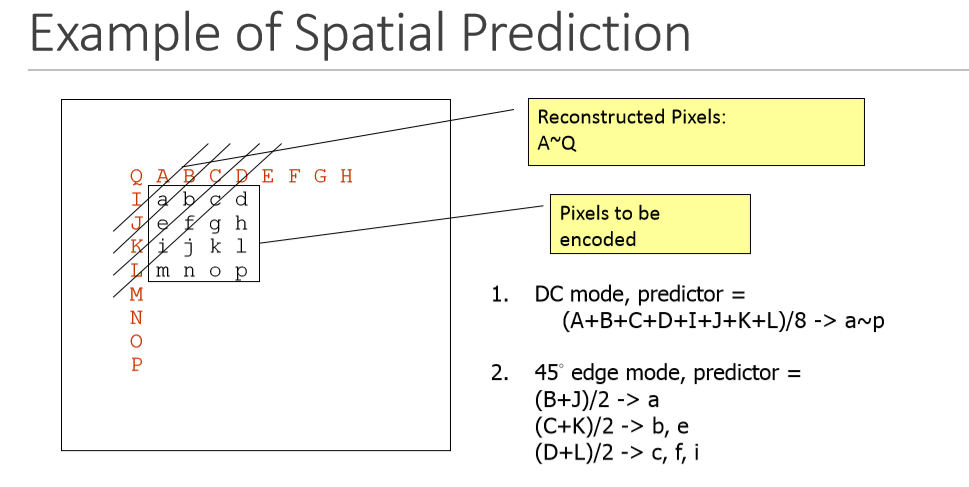 Example of Spatial Prediction
Reconstructed Pixels:
A~Q
Q A B C D E F G H
I a b c d
J e f g h
K i j k l
L m n o p
M
N
O
P
Pixels to be
encoded
1. DC mode, predictor =
(A+B+C+D+I+J+K+L)/8 -> a~p
2. 45° edge mode, predictor =
(B+J)/2 -> a
(C+K)/2 -> b, e
(D+L)/2 -> c, f, i